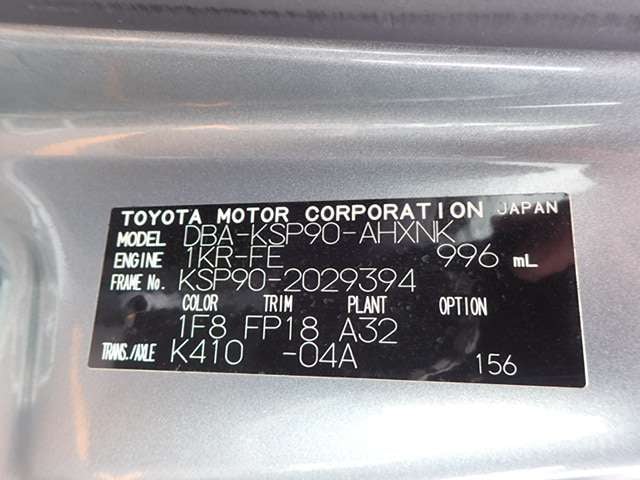 TOYOTA MOTOR CORPORATION JAPAN
MODEL DBA-KSP90-AHXNK
ENGINE 1KR-FE 996 mL
FRAME No. KSP90-2029394
COLOR TRIM PLANT OPTION
1F8 FP18 A32
TRANS./AXLE K410 -04A 156